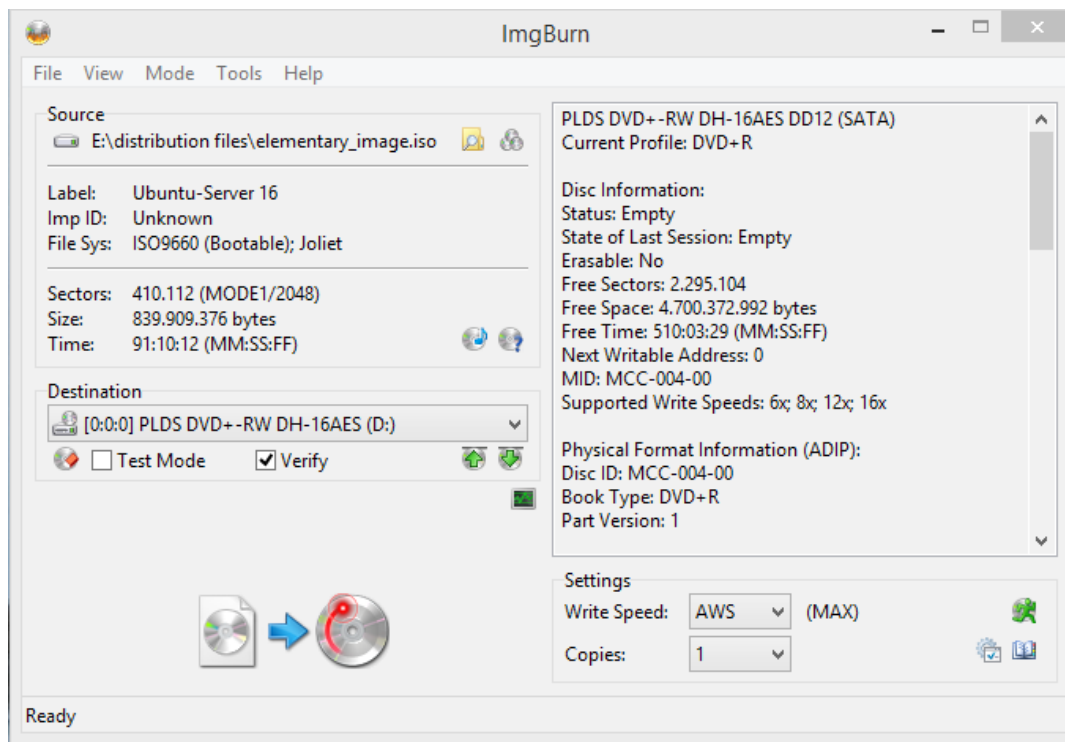 ImgBurn
File View Mode Tools Help
Source
E:\distribution files\elementary_image.iso
Label: Ubuntu-Server 16
Imp ID: Unknown
File Sys: ISO9660 (Bootable); Joliet
Sectors: 410.112 (MODE1/2048)
Size: 839.909.376 bytes
Time: 91:10:12 (MM:SS:FF)
Destination
[0:0:0] PLDS DVD+-RW DH-16AES (D:)
Test Mode Verify
PLDS DVD+-RW DH-16AES DD12 (SATA)
Current Profile: DVD+R
Disc Information:
Status: Empty
State of Last Session: Empty
Erasable: No
Free Sectors: 2.295.104
Free Space: 4.700.372.992 bytes
Free Time: 510:03:29 (MM:SS:FF)
Next Writable Address: 0
MID: MCC-004-00
Supported Write Speeds: 6x; 8x; 12x; 16x
Physical Format Information (ADIP):
Disc ID: MCC-004-00
Book Type: DVD+R
Part Version: 1
Settings
Write Speed: AWS (MAX)
Copies: 1
Ready